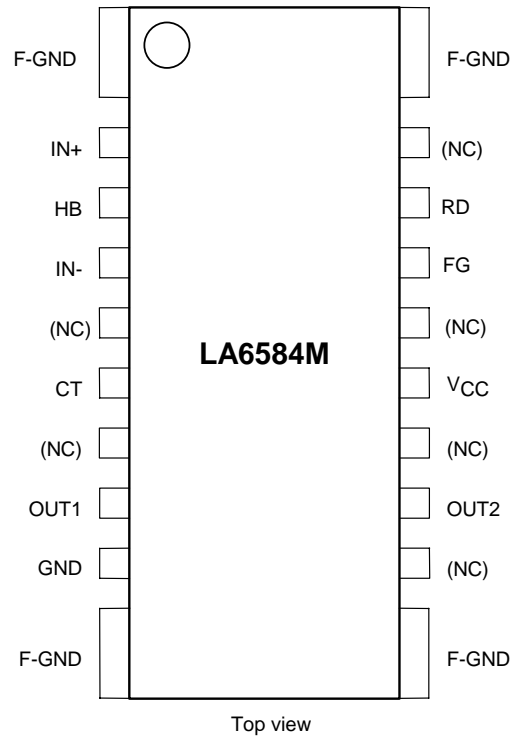 F-GND
F-GND
IN+
(NC)
HB
RD
IN-
FG
(NC)
(NC)
LA6584M
CT
VCC
(NC)
(NC)
OUT1
OUT2
GND
(NC)
F-GND
F-GND
Top view